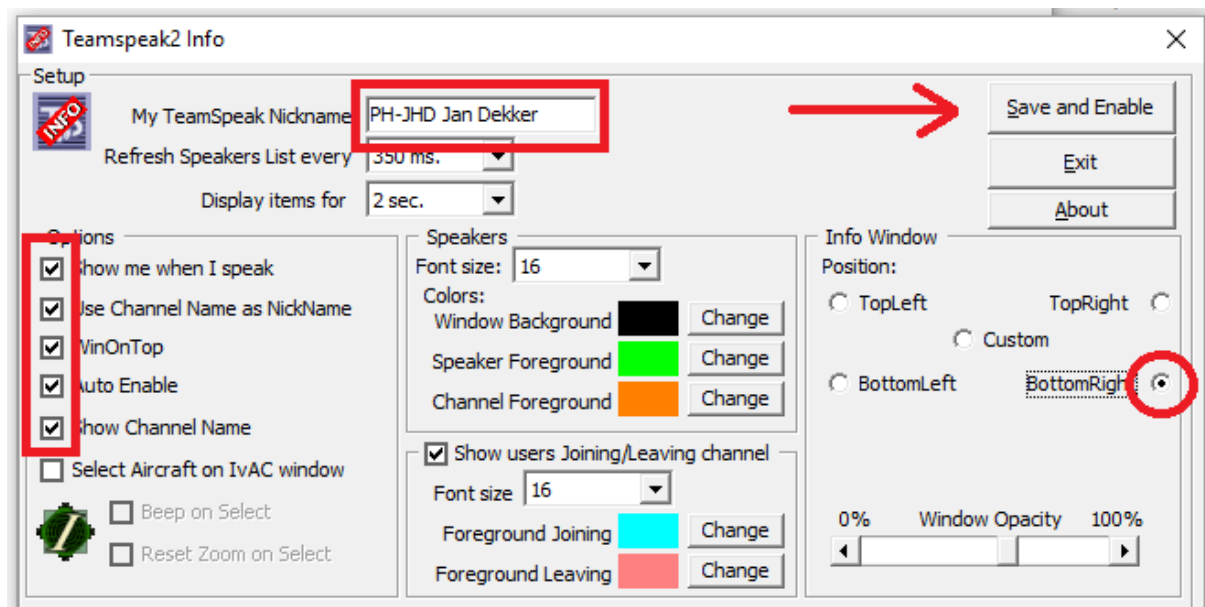 Teamspeak2 Info
Setup
INFO
My TeamSpeak Nickname PH-JHD Jan Dekker
Refresh Speakers List every 350 ms.
Display items for 2 sec.
Save and Enable
Exit
About
Options
Show me when I speak
Use Channel Name as NickName
WinOnTop
Auto Enable
Show Channel Name
Select Aircraft on IvAC window
Beep on Select
Reset Zoom on Select
Speakers
Font size: 16
Colors:
Window Background Change
Speaker Foreground Change
Channel Foreground Change
Show users Joining/Leaving channel
Font size 16
Foreground Joining Change
Foreground Leaving Change
Info Window
Position:
TopLeft TopRight
Custom
BottomLeft BottomRight
0% Window Opacity 100%